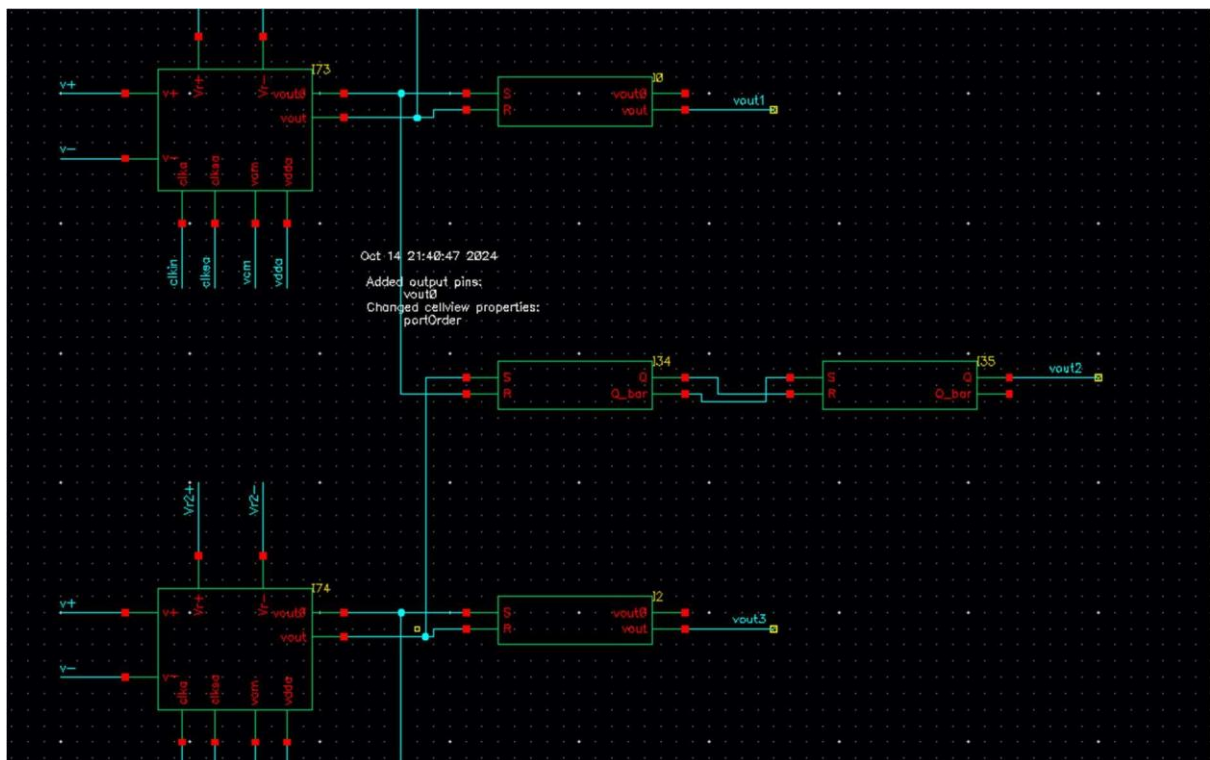 I73
v+
v+
Vr+
Vr-
vout0
vout
v-
v-
clka
clksa
vcm
vdda
clkin
clksa
vcm
vdda
S
R
vout0
vout
vout1
Oct 14 21:40:47 2024
Added output pins:
vout0
Changed cellview properties:
portOrder
I34
S
R
Q
Q_bar
I35
S
R
Q
Q_bar
vout2
Vr2+
Vr2-
I74
v+
v+
Vr+
Vr-
vout0
vout
v-
v-
clka
clksa
vcm
vdda
S
R
vout0
vout
vout3